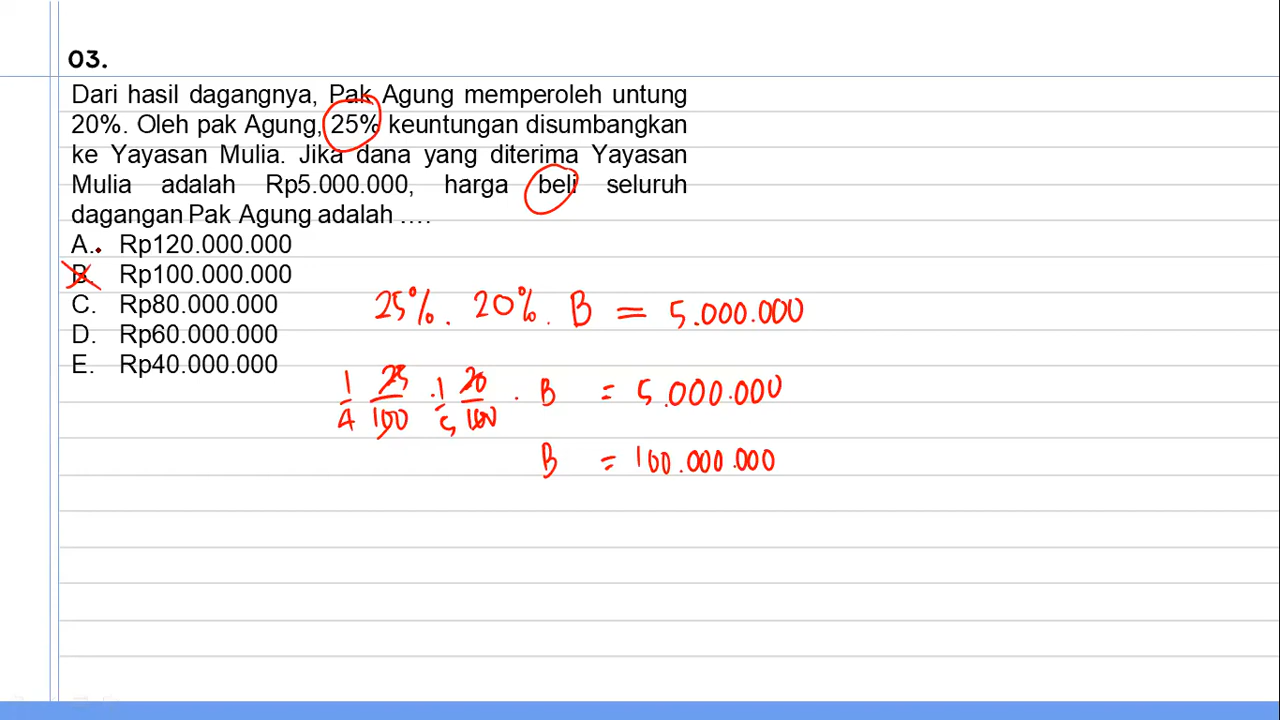 03.
Dari hasil dagangnya, Pak Agung memperoleh untung
20%. Oleh pak Agung, 25% keuntungan disumbangkan
ke Yayasan Mulia. Jika dana yang diterima Yayasan
Mulia adalah Rp5.000.000, harga beli seluruh
dagangan Pak Agung adalah ....
A. Rp120.000.000
B. Rp100.000.000
C. Rp80.000.000
D. Rp60.000.000
E. Rp40.000.000
25% . 20% . B = 5.000.000
1/4 25/100 . 1/5 20/100 . B = 5.000.000
B = 100.000.000